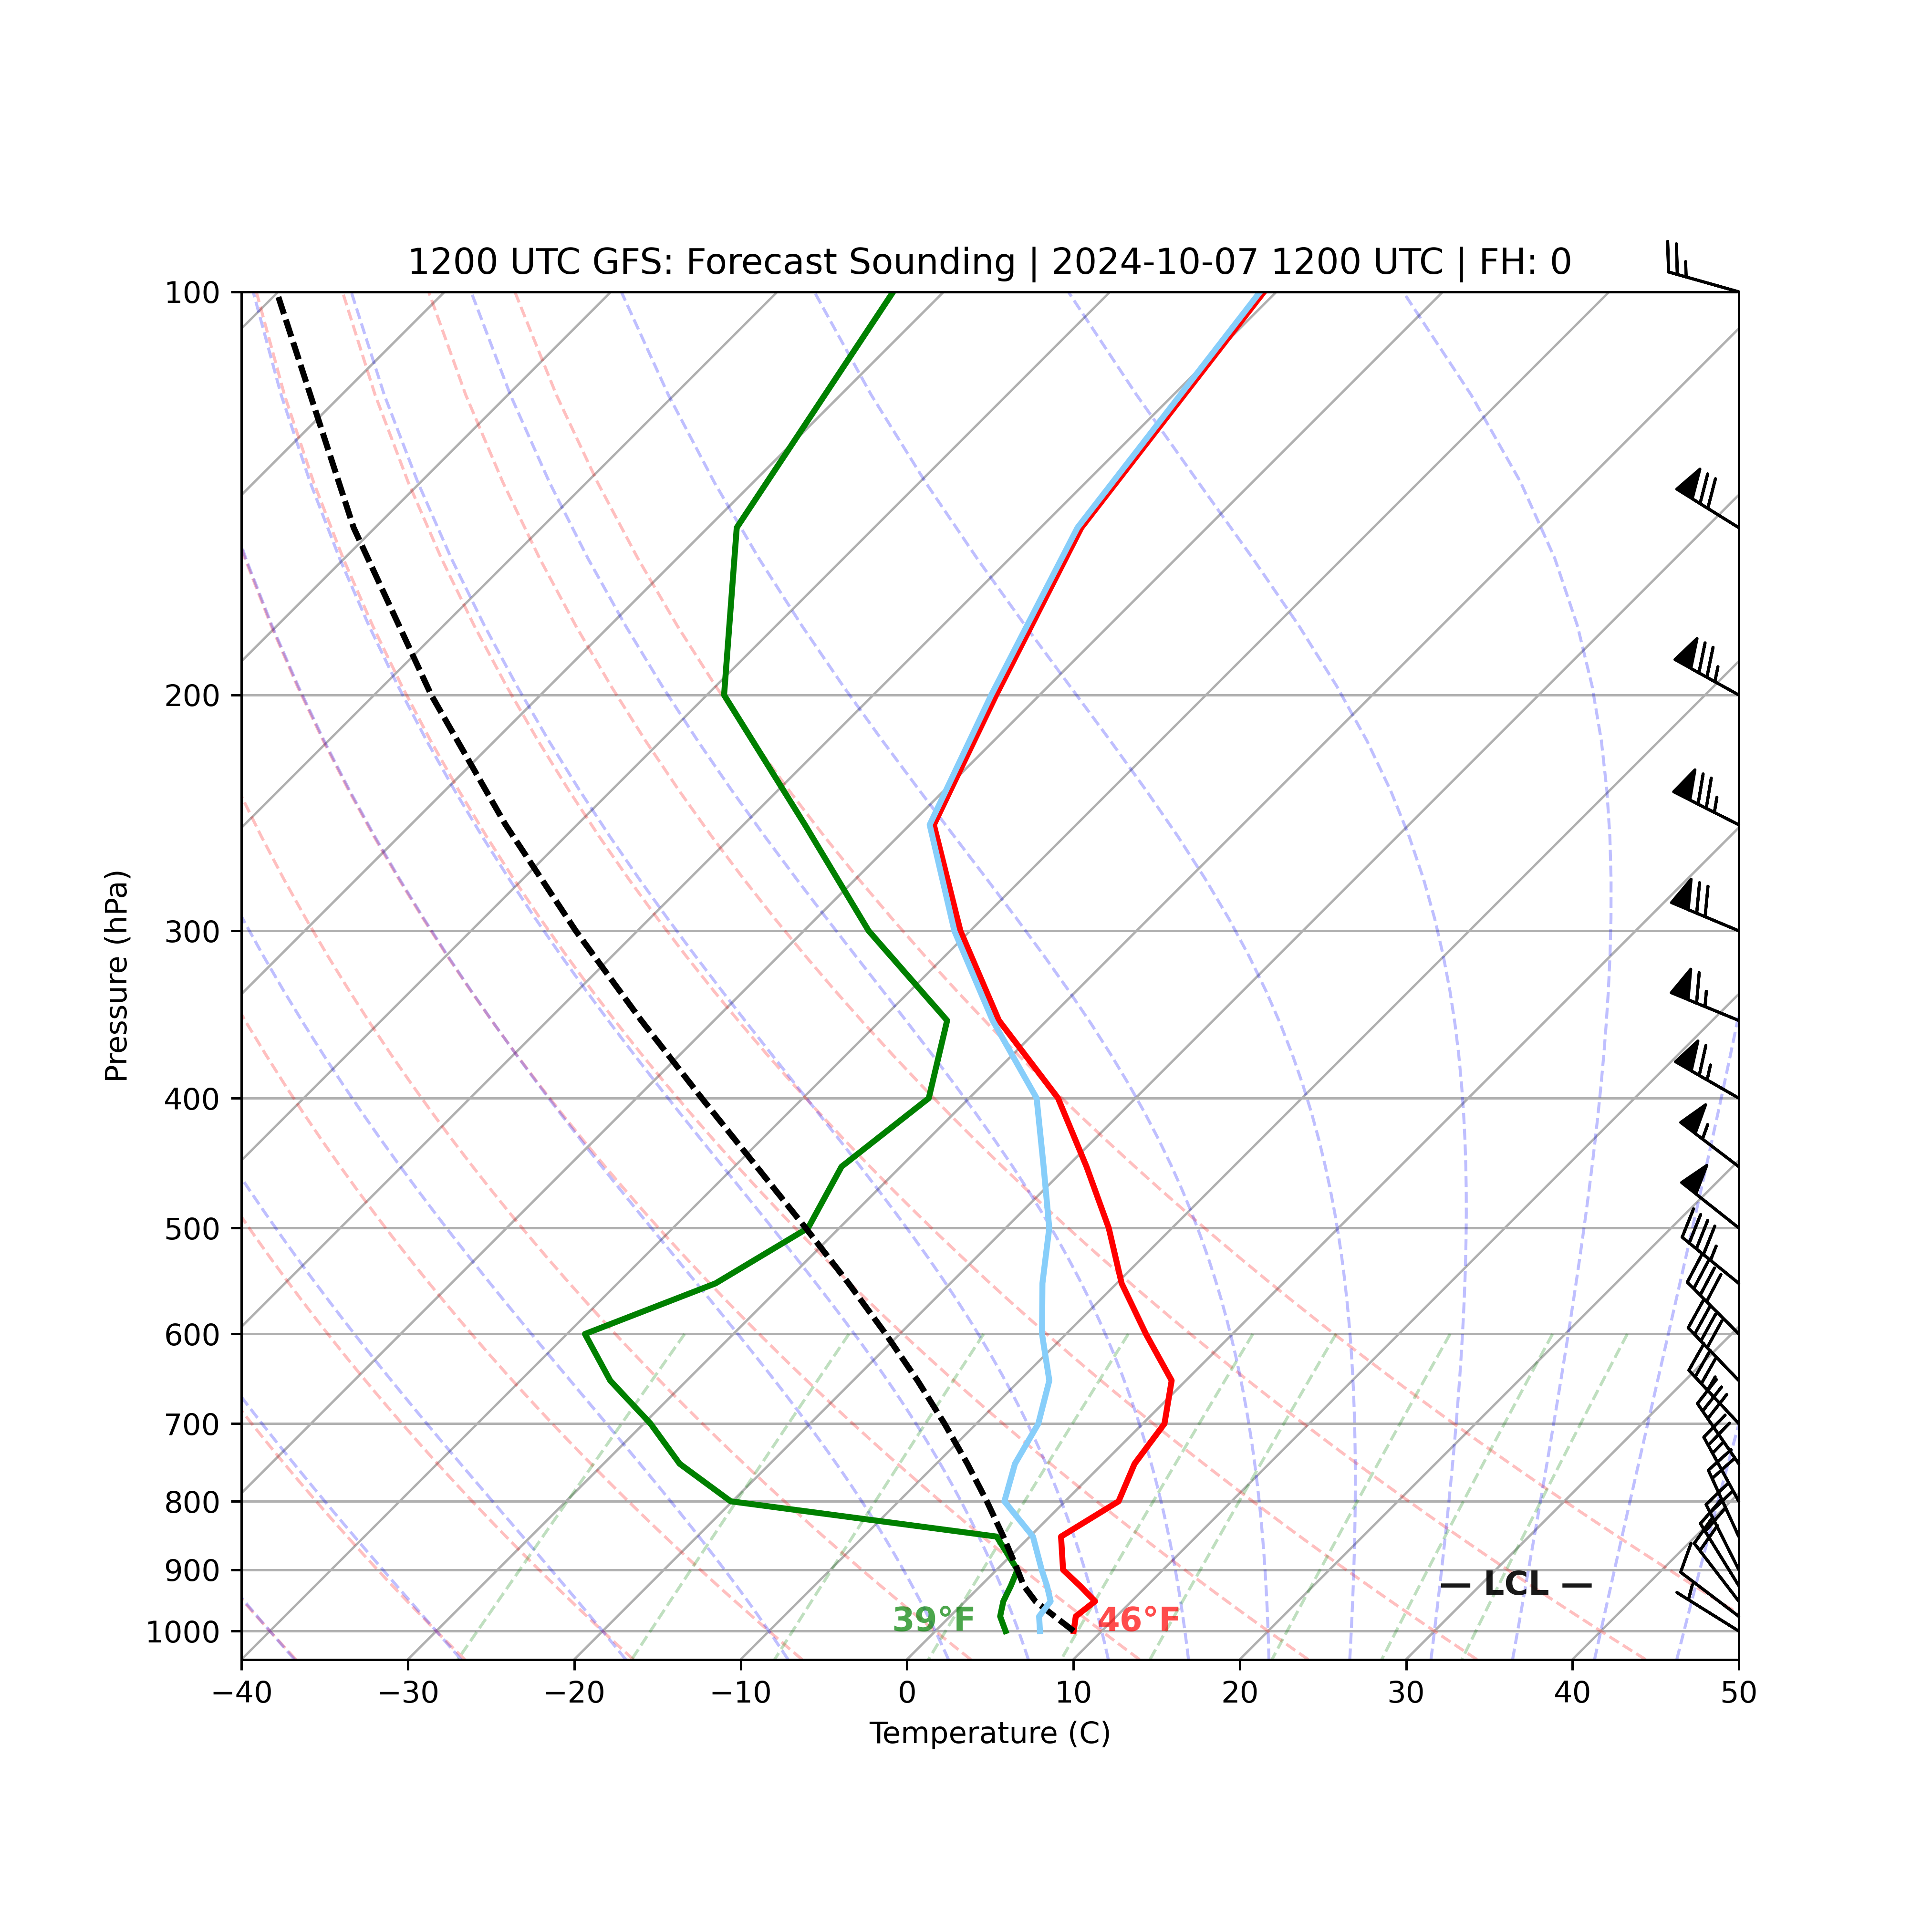 1200 UTC GFS: Forecast Sounding | 2024-10-07 1200 UTC | FH: 0
100
200
300
400
500
600
700
800
900
1000
Pressure (hPa)
— LCL —
39°F
46°F
−40 −30 −20 −10 0 10 20 30 40 50
Temperature (C)